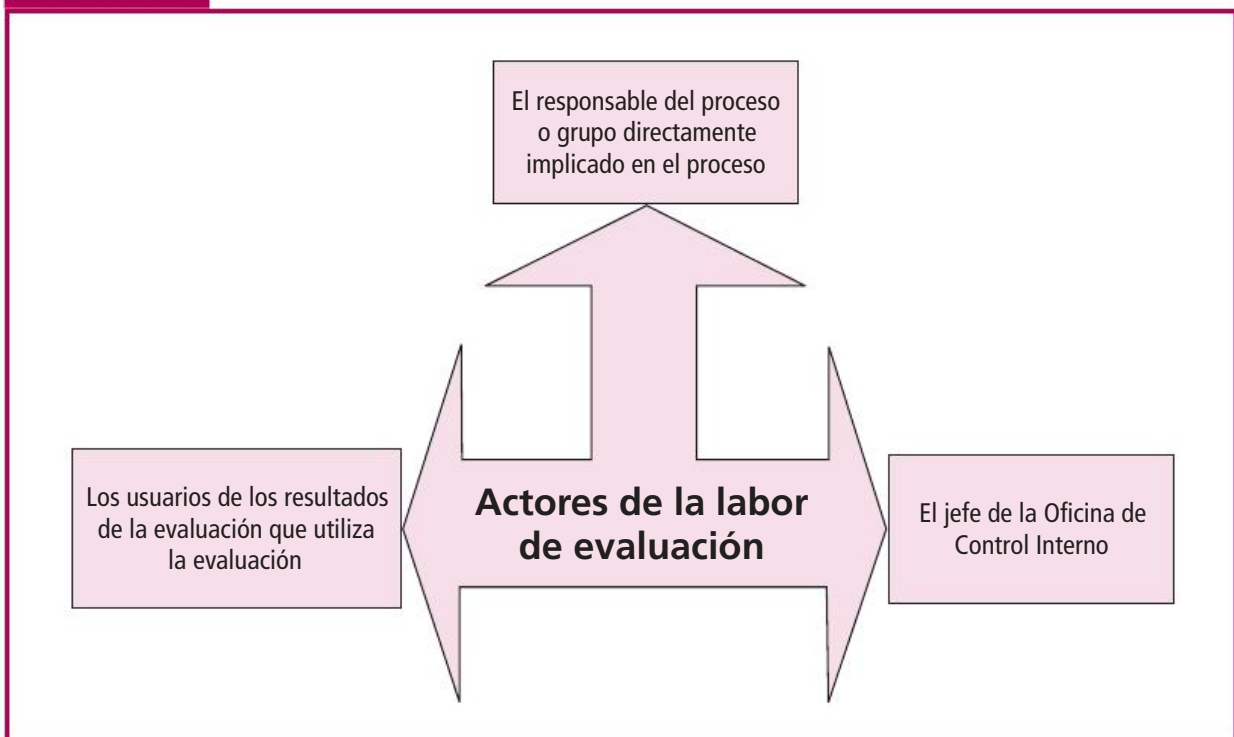 El responsable del proceso
o grupo directamente
implicado en el proceso
Los usuarios de los resultados
de la evaluación que utiliza
la evaluación
Actores de la labor
de evaluación
El jefe de la Oficina de
Control Interno